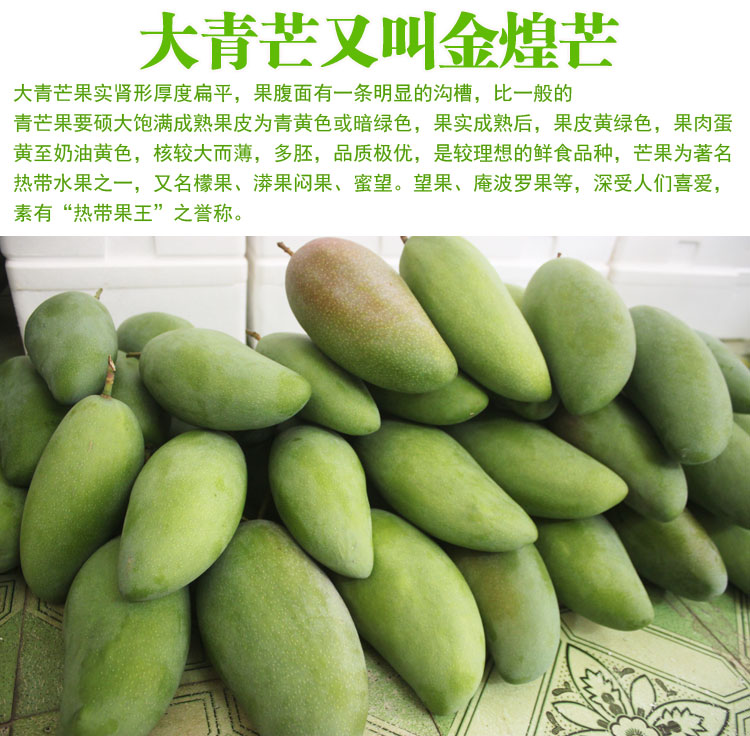 大青芒又叫金煌芒
大青芒果实肾形厚度扁平，果腹面有一条明显的沟槽，比一般的
青芒果要硕大饱满成熟果皮为青黄色或暗绿色，果实成熟后，果皮黄绿色，果肉蛋
黄至奶油黄色，核较大而薄，多胚，品质极优，是较理想的鲜食品种，芒果为著名
热带水果之一，又名檬果、漭果闷果、蜜望。望果、庵波罗果等，深受人们喜爱，
素有“热带果王”之誉称。